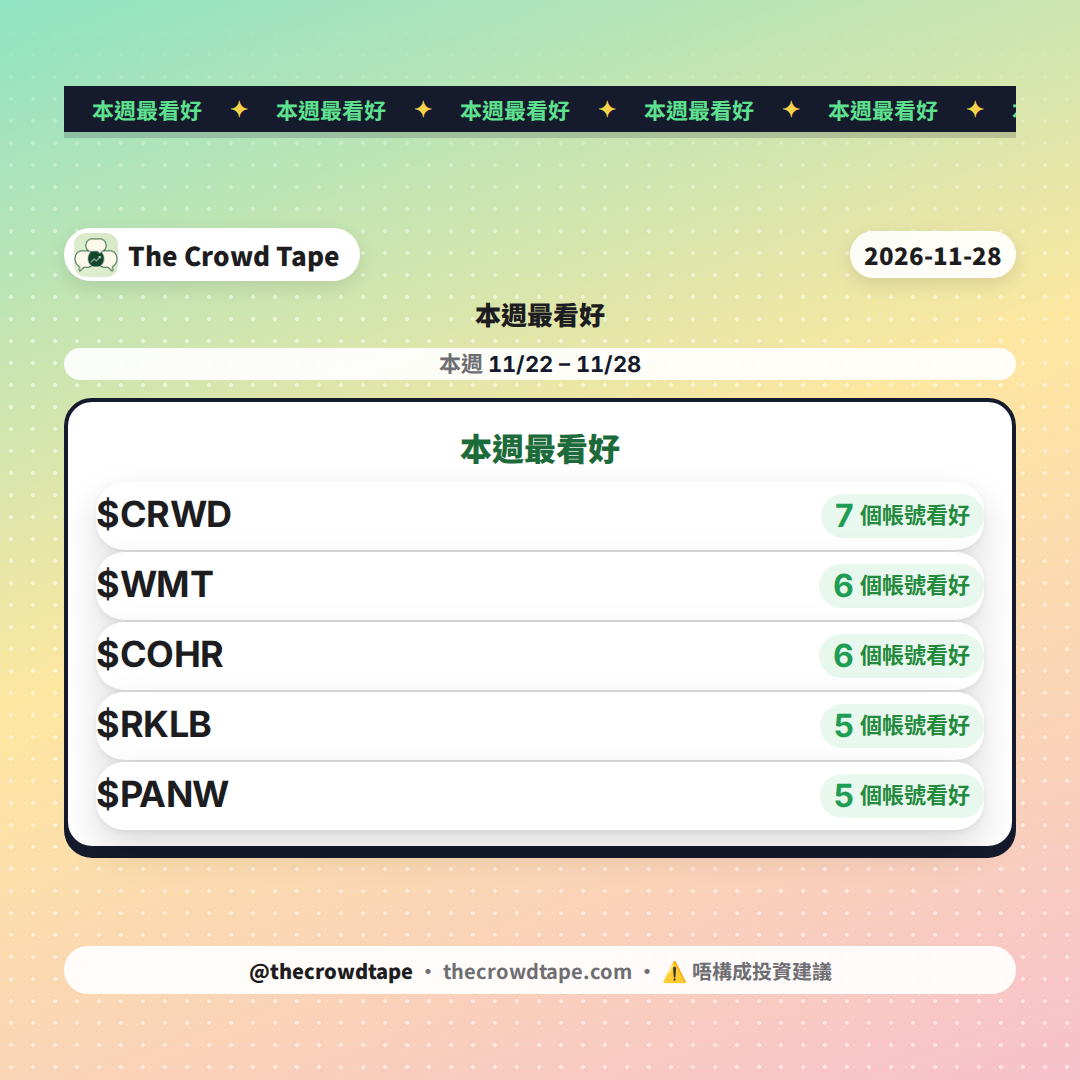 本週最看好 ✦ 本週最看好 ✦ 本週最看好 ✦ 本週最看好 ✦ 本週最看好 ✦
The Crowd Tape
2026-11-28
本週最看好
本週 11/22 – 11/28
本週最看好
$CRWD 7 個帳號看好
$WMT 6 個帳號看好
$COHR 6 個帳號看好
$RKLB 5 個帳號看好
$PANW 5 個帳號看好
@thecrowdtape • thecrowdtape.com • ⚠️ 唔構成投資建議